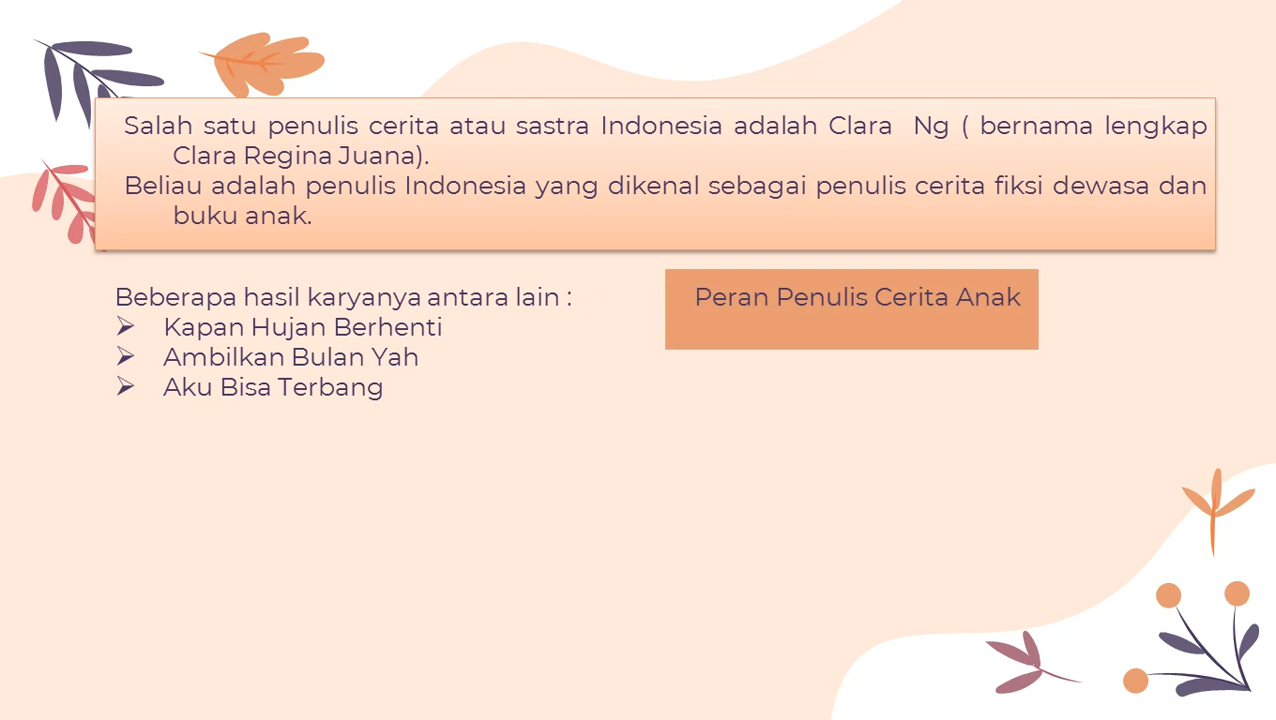 Salah satu penulis cerita atau sastra Indonesia adalah Clara Ng ( bernama lengkap
Clara Regina Juana).
Beliau adalah penulis Indonesia yang dikenal sebagai penulis cerita fiksi dewasa dan
buku anak.
Beberapa hasil karyanya antara lain :
➢ Kapan Hujan Berhenti
➢ Ambilkan Bulan Yah
➢ Aku Bisa Terbang
Peran Penulis Cerita Anak